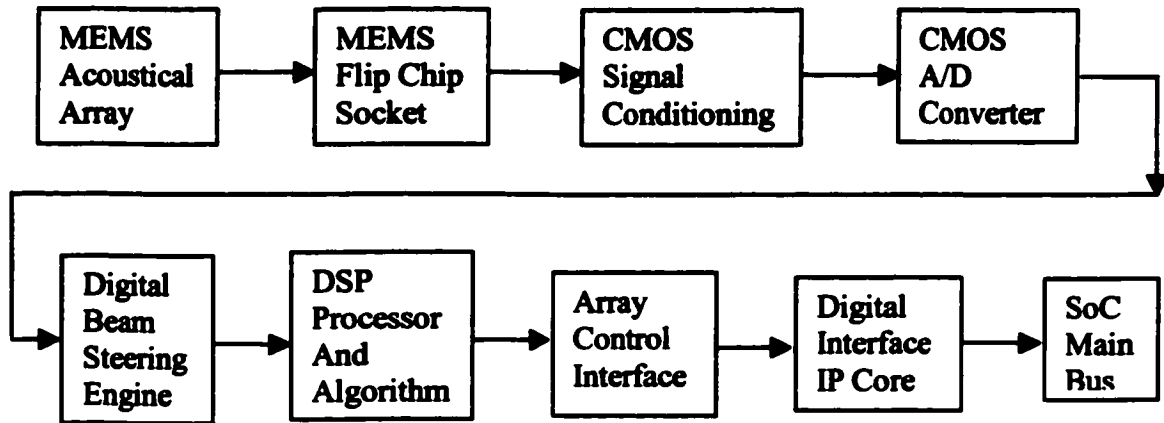 MEMS
Acoustical
Array
MEMS
Flip Chip
Socket
CMOS
Signal
Conditioning
CMOS
A/D
Converter
Digital
Beam
Steering
Engine
DSP
Processor
And
Algorithm
Array
Control
Interface
Digital
Interface
IP Core
SoC
Main
Bus